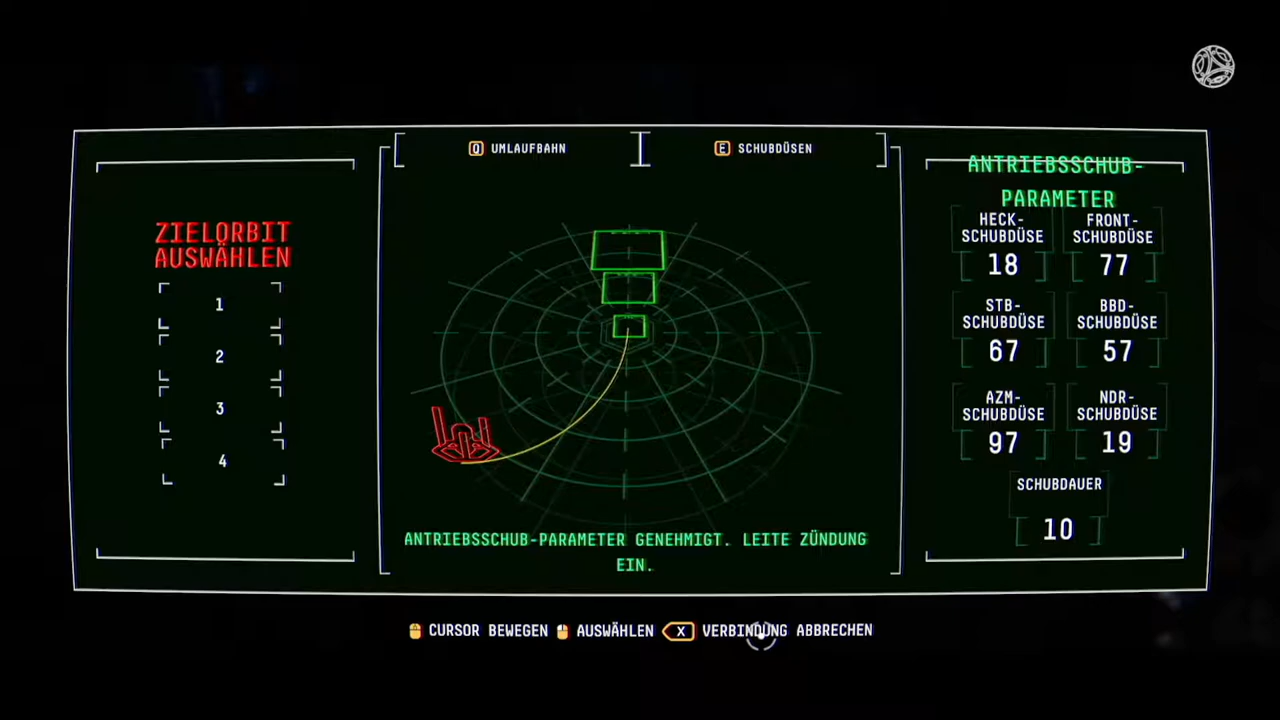 Q UMLAUFBAHN
E SCHUBDÜSEN
ZIELORBIT
AUSWÄHLEN
1
2
3
4
ANTRIEBSSCHUB-PARAMETER GENEHMIGT. LEITE ZÜNDUNG
EIN.
ANTRIEBSSCHUB-
PARAMETER
HECK-
SCHUBDÜSE
18
FRONT-
SCHUBDÜSE
77
STB-
SCHUBDÜSE
67
BBD-
SCHUBDÜSE
57
AZM-
SCHUBDÜSE
97
NDR-
SCHUBDÜSE
19
SCHUBDAUER
10
CURSOR BEWEGEN AUSWÄHLEN X VERBINDUNG ABBRECHEN